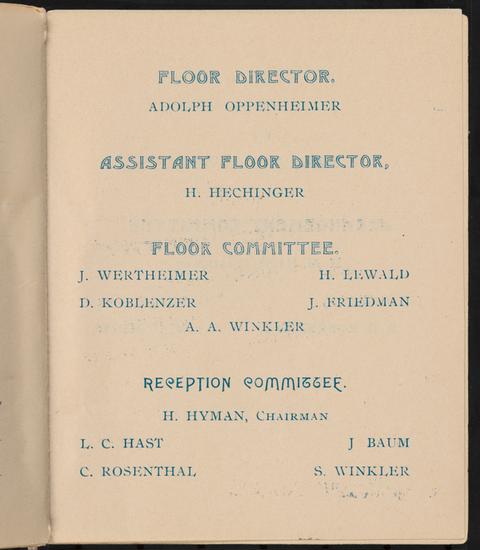 FLOOR DIRECTOR.
ADOLPH OPPENHEIMER
ASSISTANT FLOOR DIRECTOR,
H. HECHINGER
FLOOR COMMITTEE.
J. WERTHEIMER H. LEWALD
D. KOBLENZER J. FRIEDMAN
A. A. WINKLER
RECEPTION COMMITTEE.
H. HYMAN, CHAIRMAN
L. C. HAST J BAUM
C. ROSENTHAL S. WINKLER